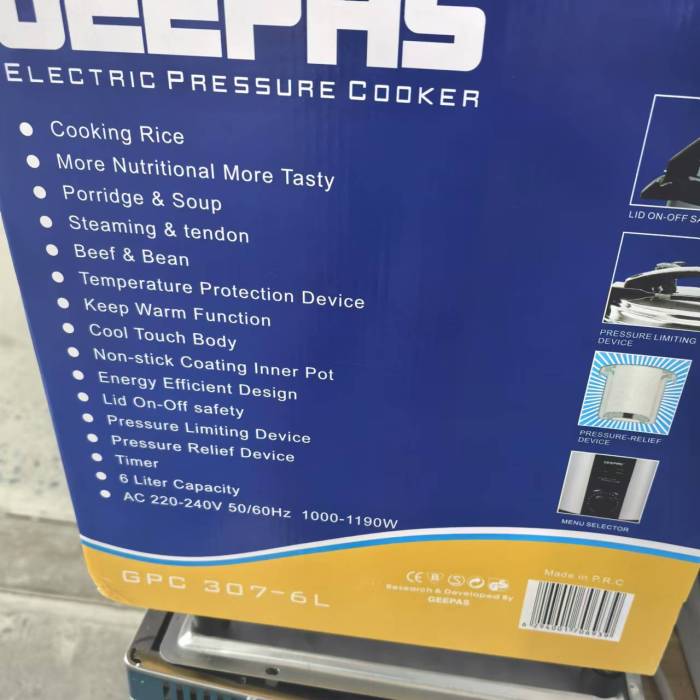 GEEPAS
ELECTRIC PRESSURE COOKER
Cooking Rice
More Nutritional More Tasty
Porridge & Soup
Steaming & tendon
Beef & Bean
Temperature Protection Device
Keep Warm Function
Cool Touch Body
Non-stick Coating Inner Pot
Energy Efficient Design
Lid On-Off safety
Pressure Limiting Device
Pressure Relief Device
Timer
6 Liter Capacity
AC 220-240V 50/60Hz 1000-1190W
LID ON-OFF
PRESSURE LIMITING
DEVICE
PRESSURE-RELIEF
DEVICE
MENU SELECTOR
GPC 307-6L
CE
GS
Research & Developed By
GEEPAS
Made in P.R.C